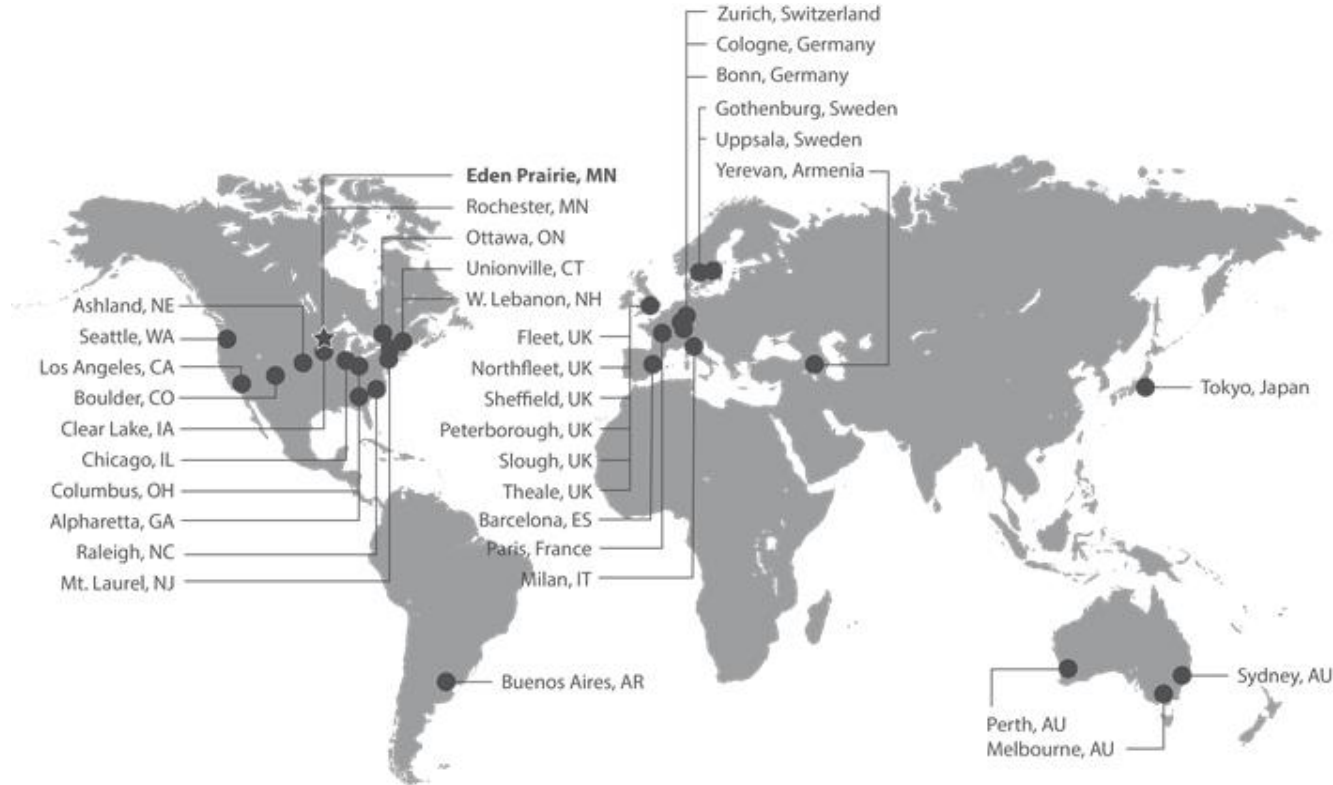 Zurich, Switzerland
Cologne, Germany
Bonn, Germany
Gothenburg, Sweden
Uppsala, Sweden
Yerevan, Armenia
Eden Prairie, MN
Rochester, MN
Ottawa, ON
Unionville, CT
W. Lebanon, NH
Ashland, NE
Seattle, WA
Los Angeles, CA
Boulder, CO
Clear Lake, IA
Chicago, IL
Columbus, OH
Alpharetta, GA
Raleigh, NC
Mt. Laurel, NJ
Fleet, UK
Northfleet, UK
Sheffield, UK
Peterborough, UK
Slough, UK
Theale, UK
Barcelona, ES
Paris, France
Milan, IT
Tokyo, Japan
Buenos Aires, AR
Sydney, AU
Perth, AU
Melbourne, AU